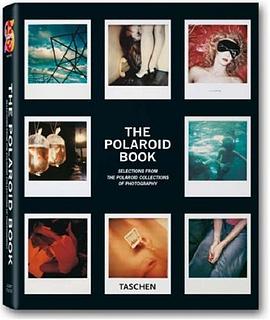 THE
POLAROID
BOOK
SELECTIONS FROM
THE POLAROID COLLECTIONS
OF PHOTOGRAPHY
TASCHEN
THE POLAROID BOOK